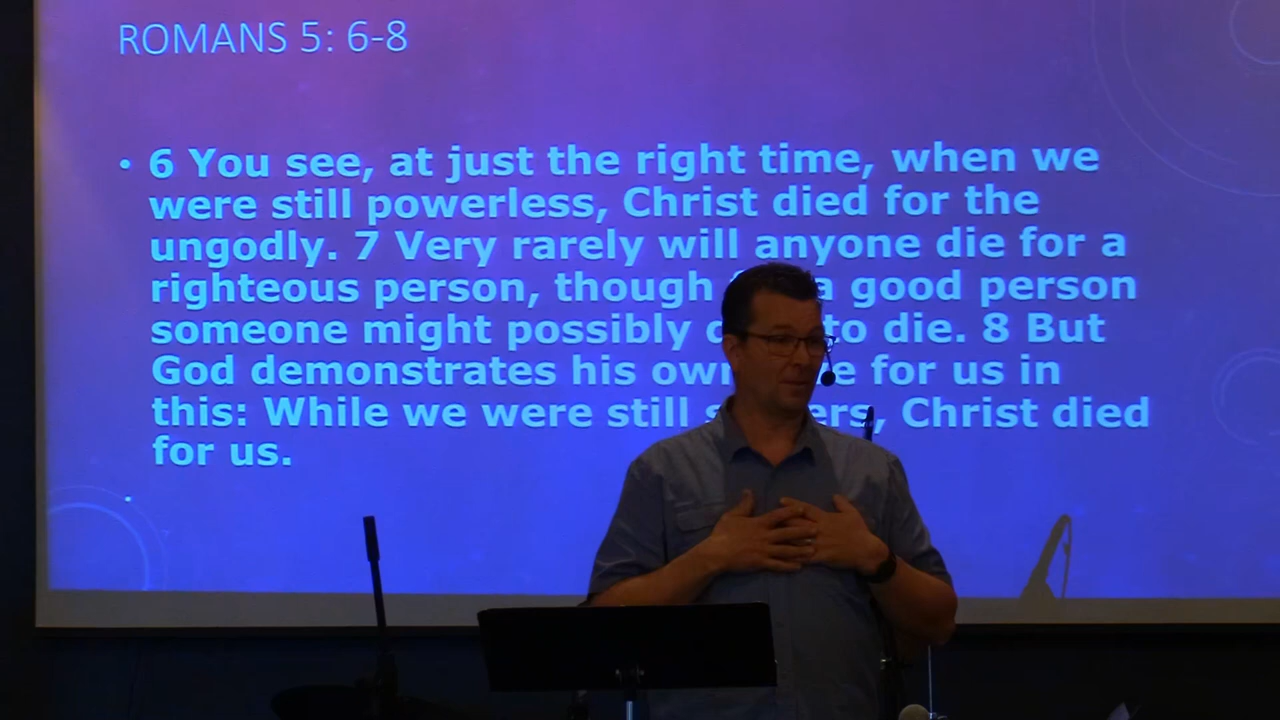 ROMANS 5: 6-8
• 6 You see, at just the right time, when we
were still powerless, Christ died for the
ungodly. 7 Very rarely will anyone die for a
righteous person, though a good person
someone might possibly to die. 8 But
God demonstrates his own for us in
this: While we were still Christ died
for us.